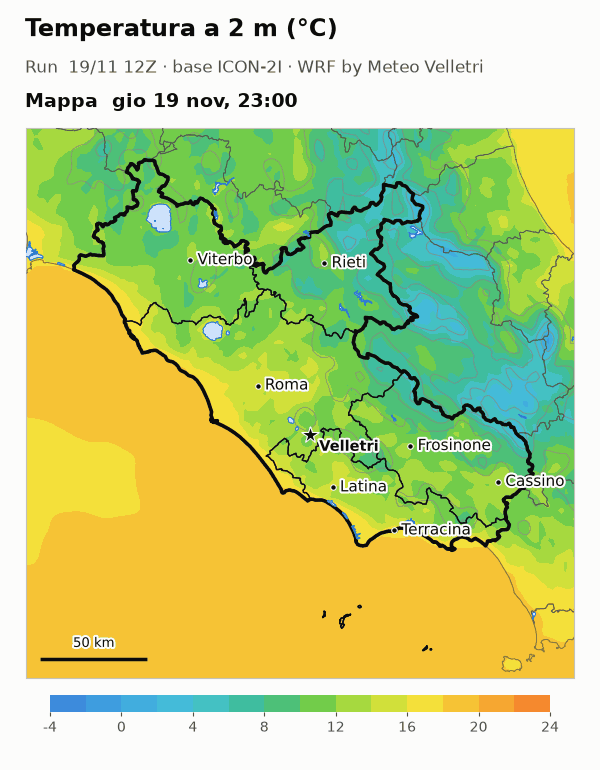 Temperatura a 2 m (°C)
Run  19/11 12Z · base ICON-2I · WRF by Meteo Velletri
Mappa  gio 19 nov, 23:00
Viterbo
Rieti
Roma
Velletri
Frosinone
Cassino
Latina
Terracina
50 km
-4 0 4 8 12 16 20 24